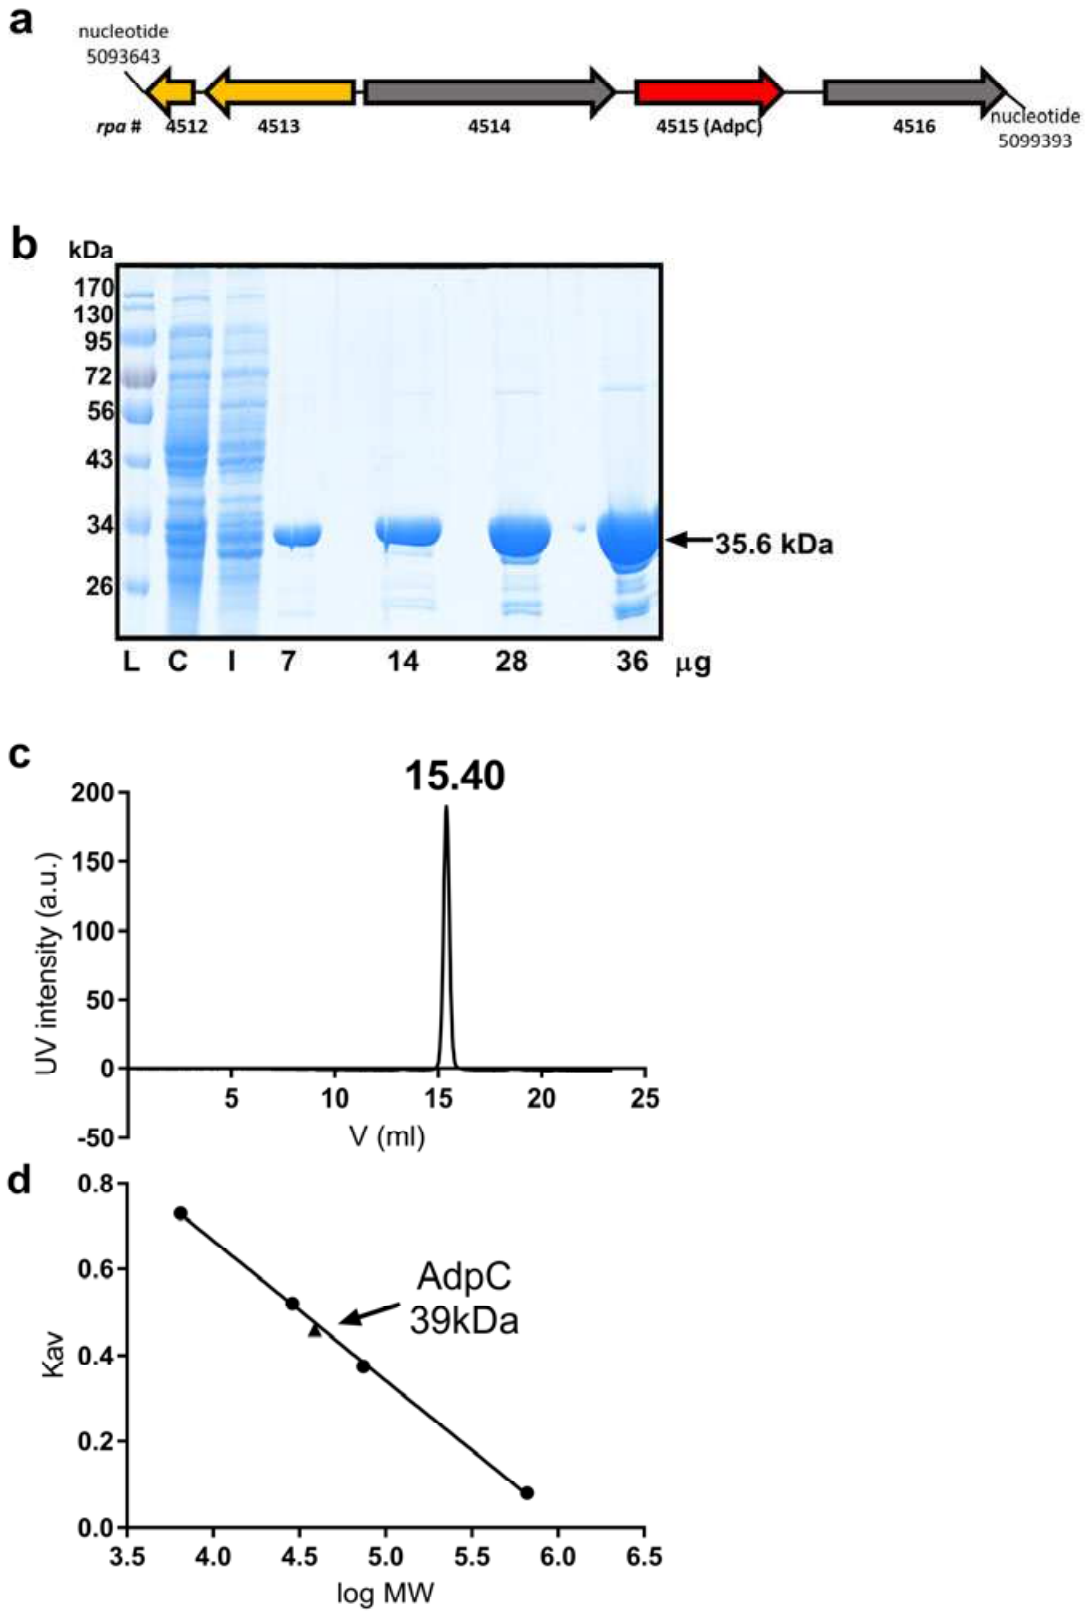 a
nucleotide
5093643
rpa # 4512 4513 4514 4515 (AdpC) 4516
nucleotide
5099393
b
kDa
170
130
95
72
56
43
34
26
35.6 kDa
L C I 7 14 28 36 µg
c
15.40
200
150
100
50
0
-50
UV intensity (a.u.)
5 10 15 20 25
V (ml)
d
0.8
0.6
0.4
0.2
0.0
Kav
AdpC
39kDa
3.5 4.0 4.5 5.0 5.5 6.0 6.5
log MW